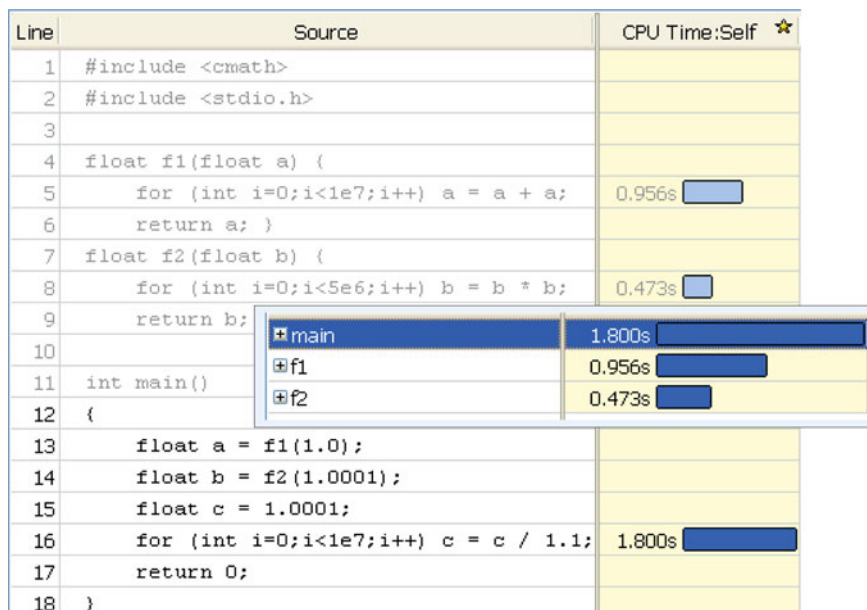 Line Source CPU Time:Self
1 #include <cmath>
2 #include <stdio.h>
3
4 float f1(float a) {
5 for (int i=0;i<1e7;i++) a = a + a; 0.956s
6 return a; }
7 float f2(float b) {
8 for (int i=0;i<5e6;i++) b = b * b; 0.473s
9 return b;
main 1.800s
10
f1 0.956s
11 int main()
f2 0.473s
12 {
13 float a = f1(1.0);
14 float b = f2(1.0001);
15 float c = 1.0001;
16 for (int i=0;i<1e7;i++) c = c / 1.1; 1.800s
17 return 0;
18 }